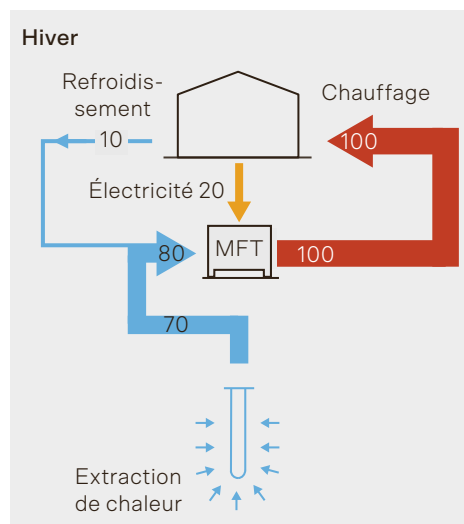 Hiver
Refroidis-
sement
Chauffage
10
100
Électricité 20
80
MFT
100
70
Extraction
de chaleur